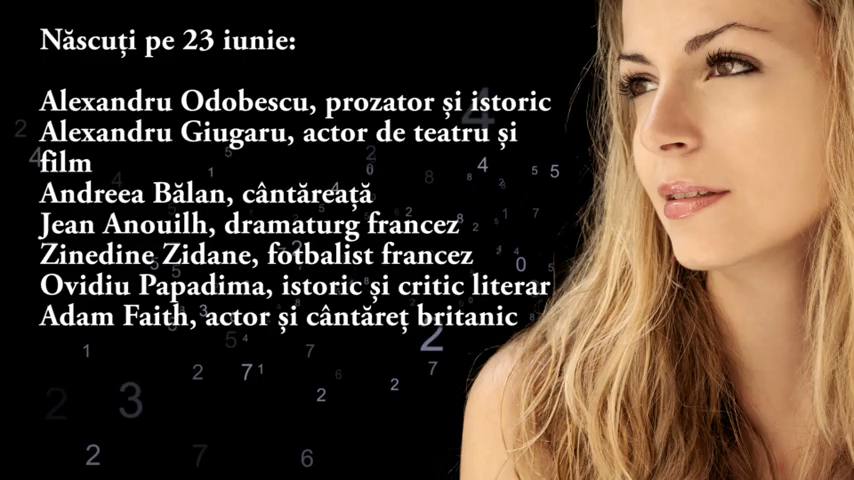 Născuți pe 23 iunie:
Alexandru Odobescu, prozator și istoric
Alexandru Giugaru, actor de teatru și
film
Andreea Bălan, cântăreață
Jean Anouilh, dramaturg francez
Zinedine Zidane, fotbalist francez
Ovidiu Papadima, istoric și critic literar
Adam Faith, actor și cântăreț britanic